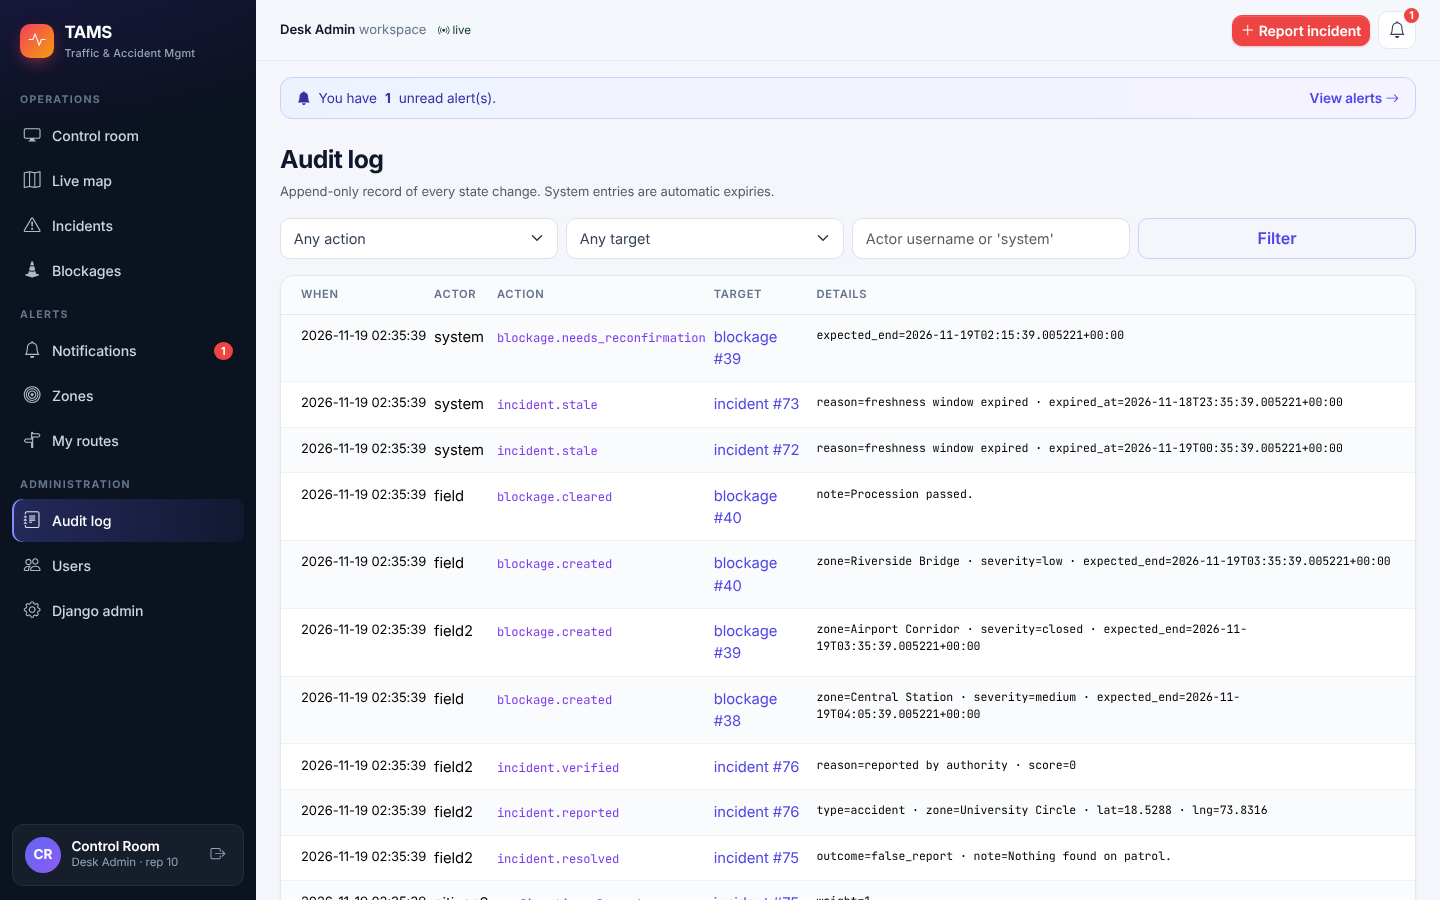 TAMS
Traffic & Accident Mgmt
OPERATIONS
Control room
Live map
Incidents
Blockages
ALERTS
Notifications 1
Zones
My routes
ADMINISTRATION
Audit log
Users
Django admin
CR
Control Room
Desk Admin · rep 10
Desk Admin workspace live
+ Report incident
1
You have 1 unread alert(s).
View alerts →
Audit log
Append-only record of every state change. System entries are automatic expiries.
Any action Any target Actor username or 'system' Filter
WHEN ACTOR ACTION TARGET DETAILS
2026-11-19 02:35:39 system blockage.needs_reconfirmation blockage #39 expected_end=2026-11-19T02:15:39.005221+00:00
2026-11-19 02:35:39 system incident.stale incident #73 reason=freshness window expired · expired_at=2026-11-18T23:35:39.005221+00:00
2026-11-19 02:35:39 system incident.stale incident #72 reason=freshness window expired · expired_at=2026-11-19T00:35:39.005221+00:00
2026-11-19 02:35:39 field blockage.cleared blockage #40 note=Procession passed.
2026-11-19 02:35:39 field blockage.created blockage #40 zone=Riverside Bridge · severity=low · expected_end=2026-11-19T03:35:39.005221+00:00
2026-11-19 02:35:39 field2 blockage.created blockage #39 zone=Airport Corridor · severity=closed · expected_end=2026-11-19T03:35:39.005221+00:00
2026-11-19 02:35:39 field blockage.created blockage #38 zone=Central Station · severity=medium · expected_end=2026-11-19T04:05:39.005221+00:00
2026-11-19 02:35:39 field2 incident.verified incident #76 reason=reported by authority · score=0
2026-11-19 02:35:39 field2 incident.reported incident #76 type=accident · zone=University Circle · lat=18.5288 · lng=73.8316
2026-11-19 02:35:39 field2 incident.resolved incident #75 outcome=false_report · note=Nothing found on patrol.